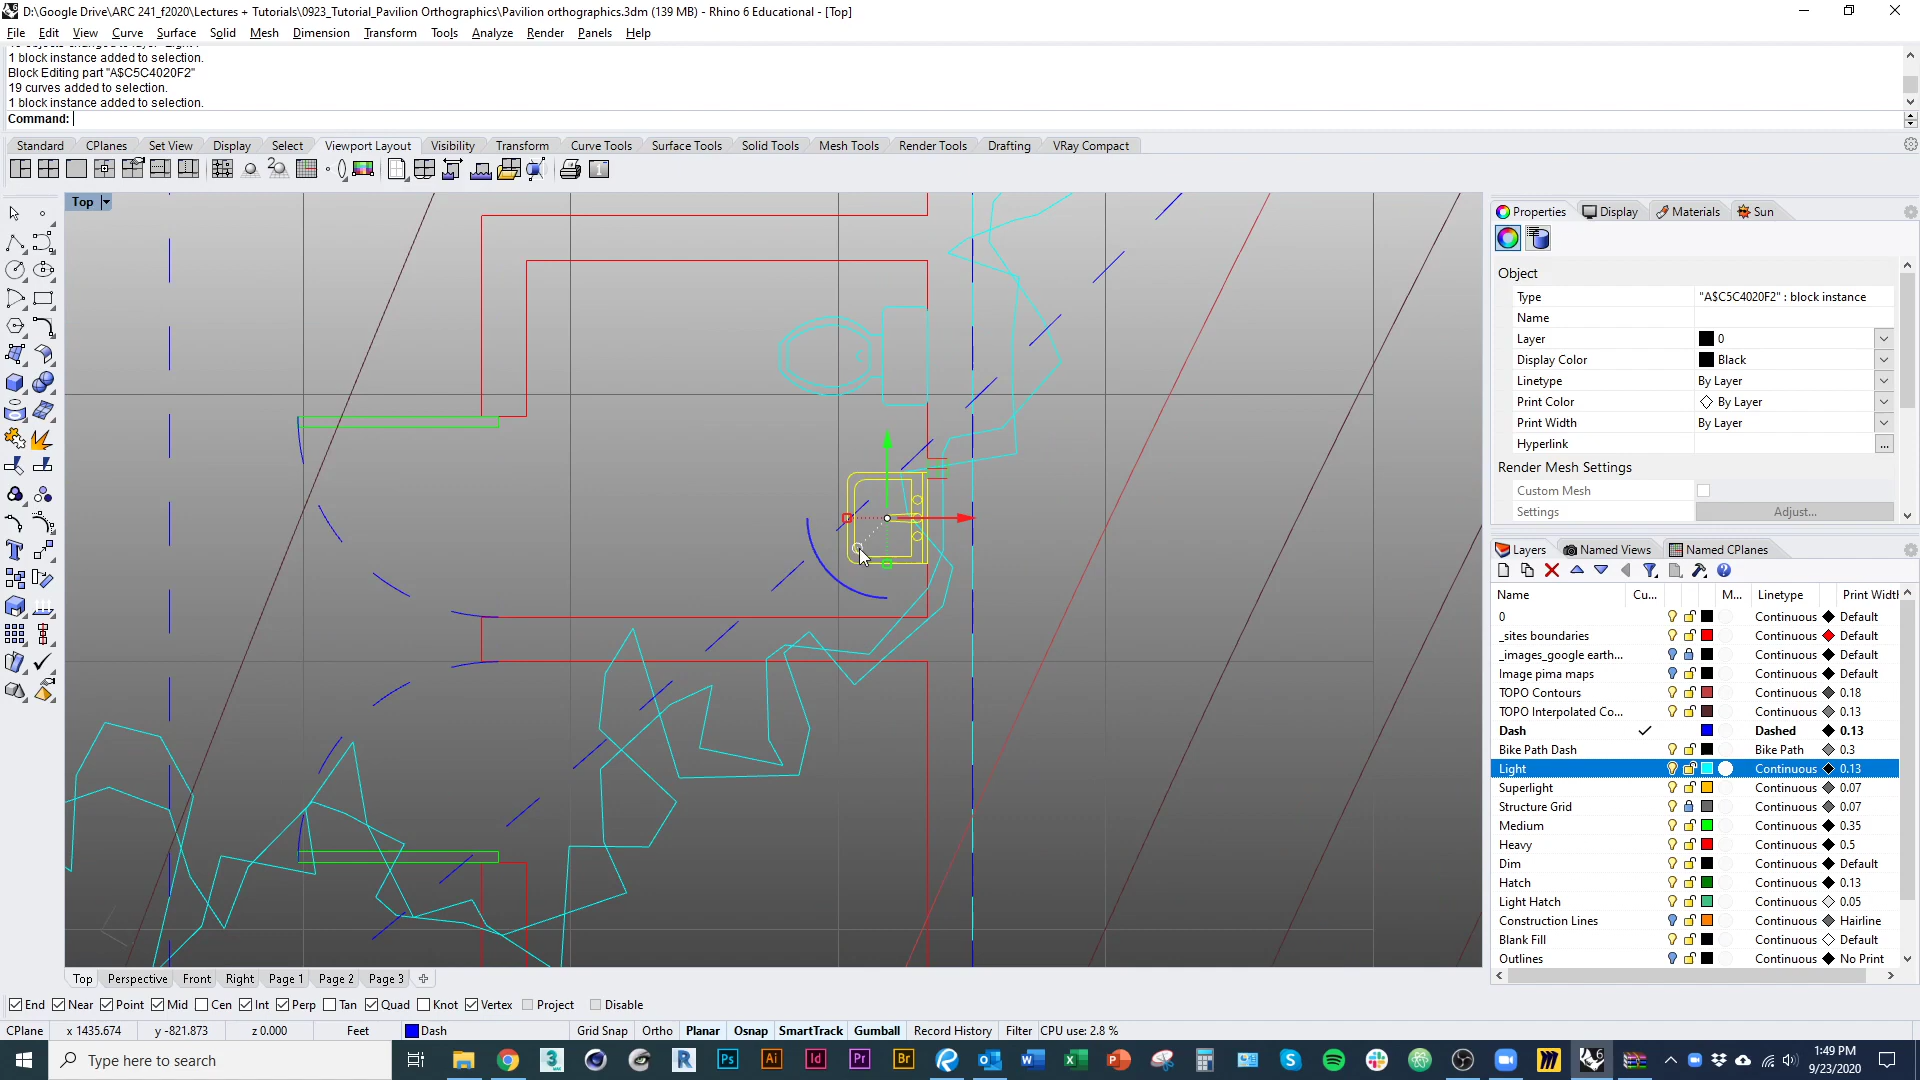 D:\Google Drive\ARC 241_f2020\Lectures + Tutorials\0923_Tutorial_Pavilion Orthographics\Pavilion orthographics.3dm (139 MB) - Rhino 6 Educational - [Top]
File Edit View Curve Surface Solid Mesh Dimension Transform Tools Analyze Render Panels Help
1 block instance added to selection.
Block Editing part "A$C5C4020F2"
19 curves added to selection.
1 block instance added to selection.
Command:
Standard CPlanes Set View Display Select Viewport Layout Visibility Transform Curve Tools Surface Tools Solid Tools Mesh Tools Render Tools Drafting VRay Compact
Top
Properties Display Materials Sun
Object
Type "A$C5C4020F2" : block instance
Name
Layer 0
Display Color Black
Linetype By Layer
Print Color By Layer
Print Width By Layer
Hyperlink ...
Render Mesh Settings
Custom Mesh
Settings Adjust...
Layers Named Views Named CPlanes
Name Cu... M... Linetype Print Width
0 Continuous Default
_sites boundaries Continuous Default
_images_google earth... Continuous Default
Image pima maps Continuous Default
TOPO Contours Continuous 0.18
TOPO Interpolated Co... Continuous 0.13
Dash Dashed 0.13
Bike Path Dash Bike Path 0.3
Light Continuous 0.13
Superlight Continuous 0.07
Structure Grid Continuous 0.07
Medium Continuous 0.35
Heavy Continuous 0.5
Dim Continuous Default
Hatch Continuous 0.13
Light Hatch Continuous 0.05
Construction Lines Continuous Hairline
Blank Fill Continuous Default
Outlines Continuous No Print
Top Perspective Front Right Page 1 Page 2 Page 3
End Near Point Mid Cen Int Perp Tan Quad Knot Vertex Project Disable
CPlane x 1435.674 y -821.873 z 0.000 Feet Dash Grid Snap Ortho Planar Osnap SmartTrack Gumball Record History Filter CPU use: 2.8 %
Type here to search
1:49 PM
9/23/2020